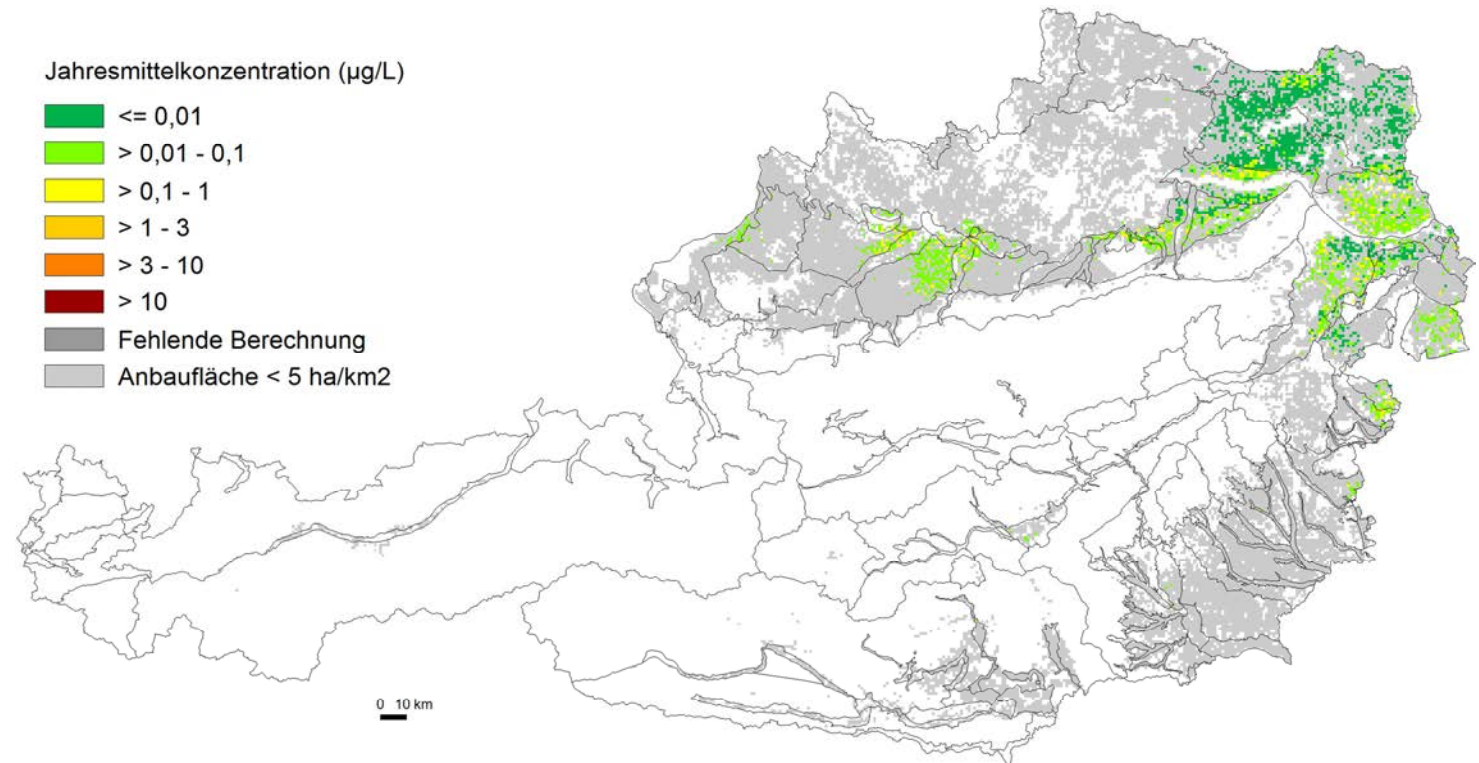 Jahresmittelkonzentration (µg/L)
<= 0,01
> 0,01 - 0,1
> 0,1 - 1
> 1 - 3
> 3 - 10
> 10
Fehlende Berechnung
Anbaufläche < 5 ha/km2
0 10 km